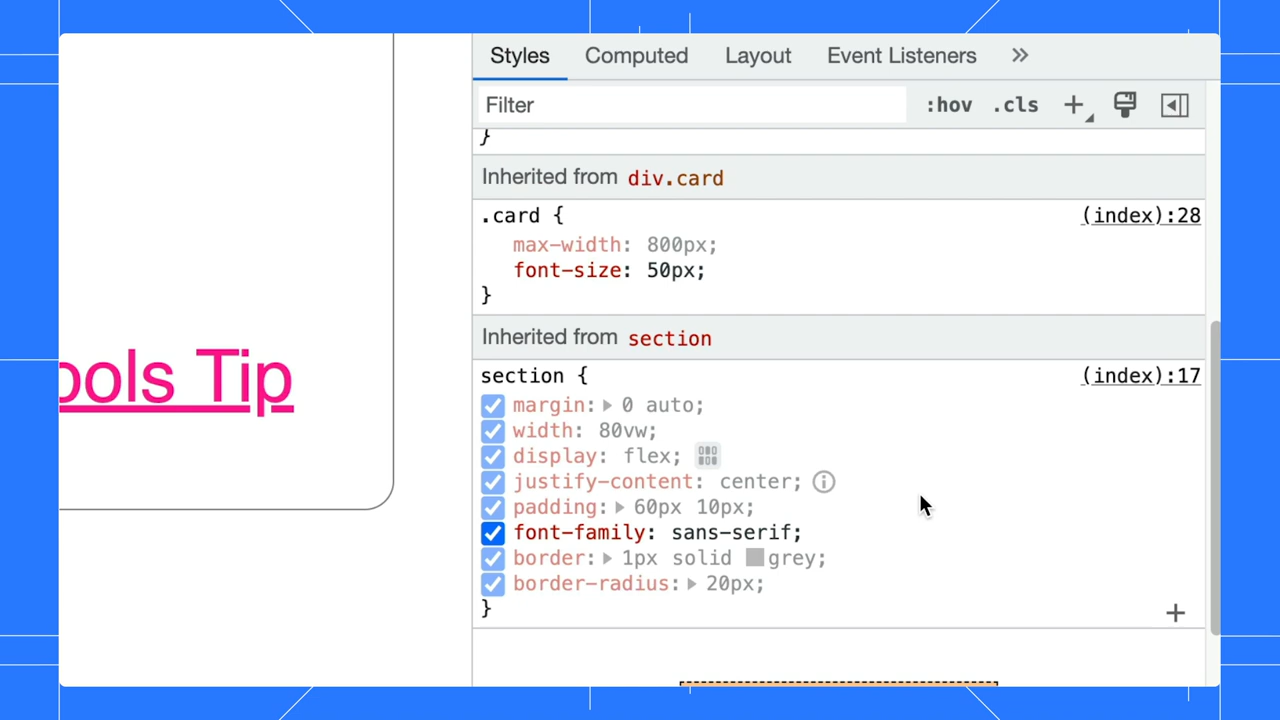 Styles Computed Layout Event Listeners »
Filter :hov .cls +
}
Inherited from div.card
.card { (index):28
max-width: 800px;
font-size: 50px;
}
Inherited from section
section { (index):17
margin: 0 auto;
width: 80vw;
display: flex;
justify-content: center;
padding: 60px 10px;
font-family: sans-serif;
border: 1px solid grey;
border-radius: 20px;
}
ools Tip